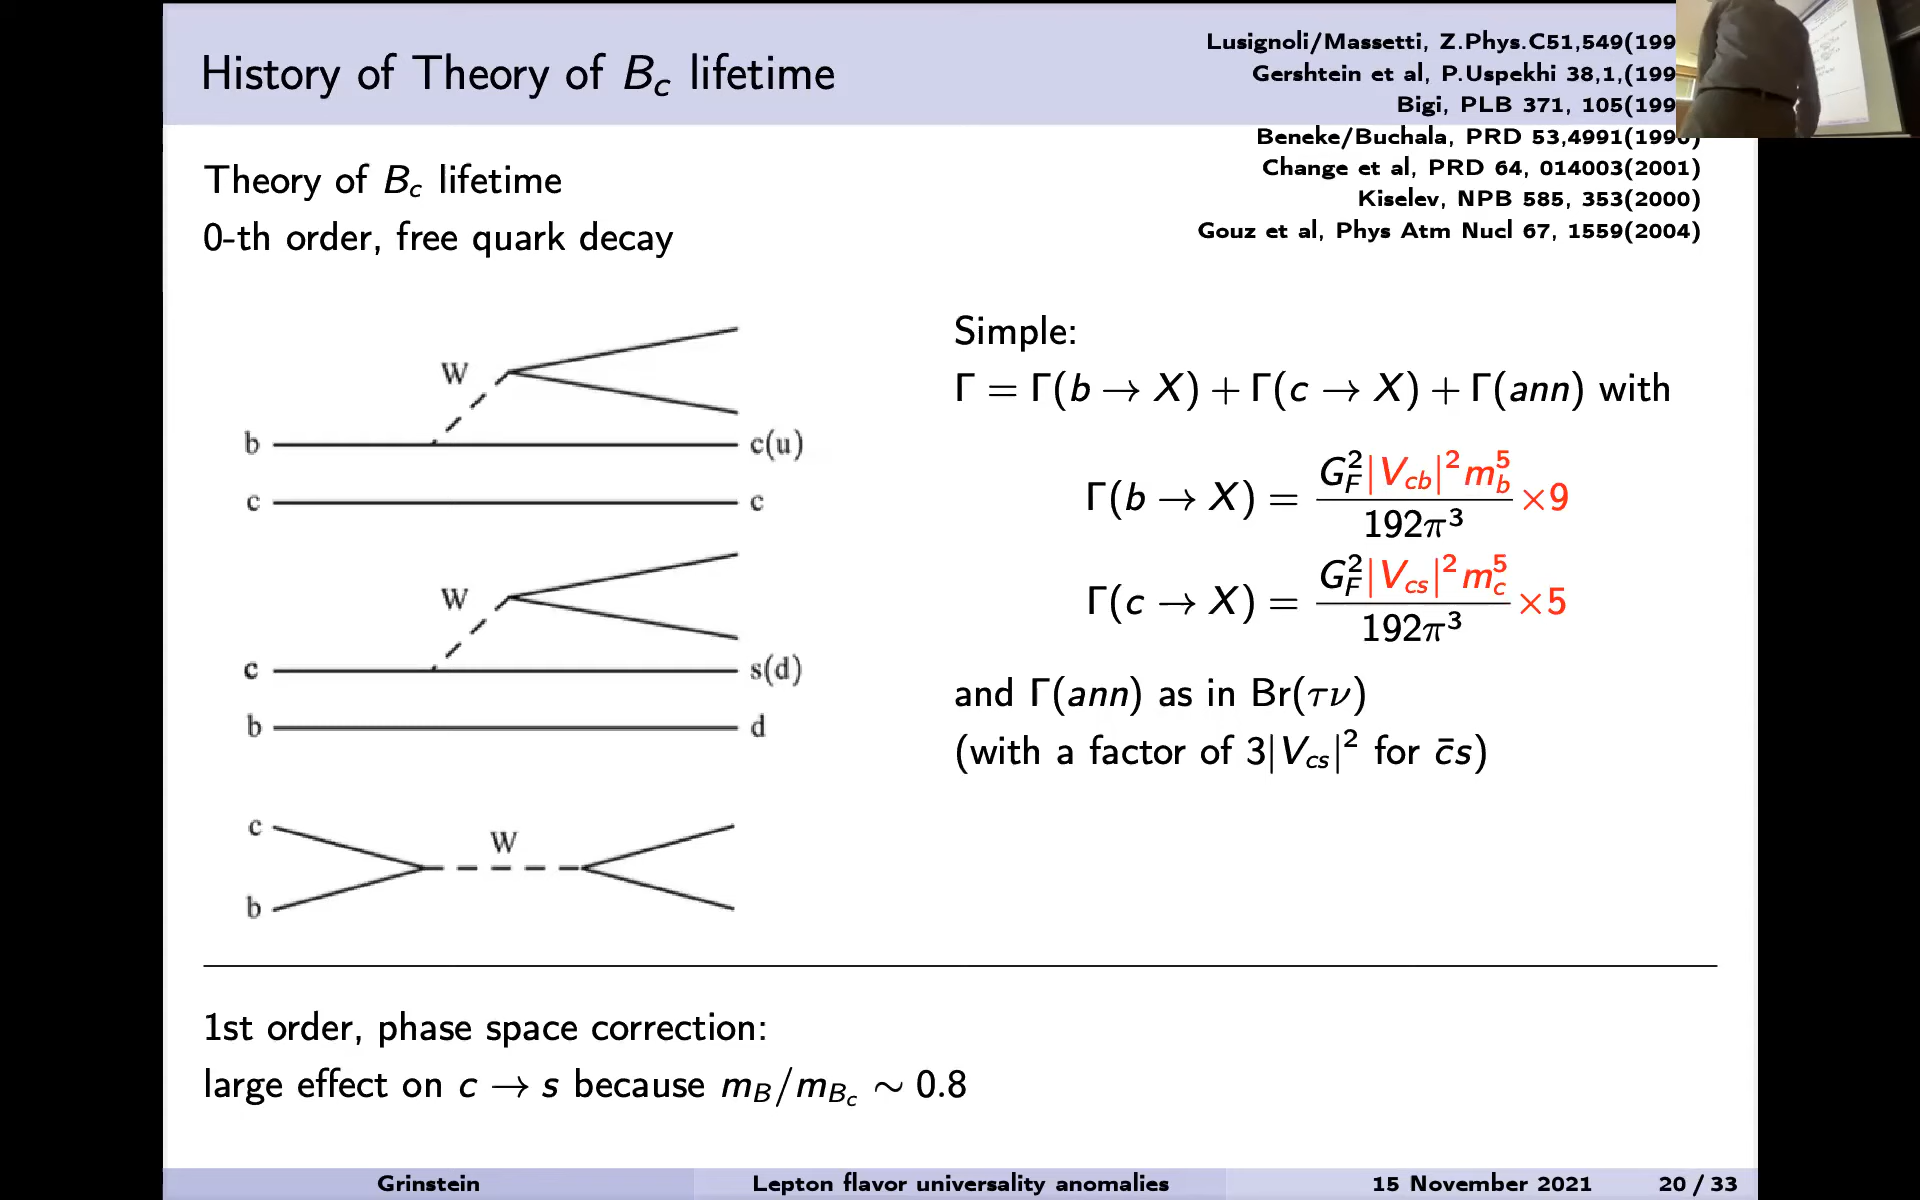 History of Theory of B_c lifetime
Lusignoli/Massetti, Z.Phys.C51,549(199
Gershtein et al, P.Uspekhi 38,1,(199
Bigi, PLB 371, 105(199
Beneke/Buchala, PRD 53,4991(1996)
Change et al, PRD 64, 014003(2001)
Kiselev, NPB 585, 353(2000)
Gouz et al, Phys Atm Nucl 67, 1559(2004)
Theory of B_c lifetime
0-th order, free quark decay
W
b c(u)
c c
W
c s(d)
b d
c
W
b
Simple:
Γ = Γ(b → X) + Γ(c → X) + Γ(ann) with
Γ(b → X) = G_F^2|V_cb|^2 m_b^5 / 192π^3 ×9
Γ(c → X) = G_F^2|V_cs|^2 m_c^5 / 192π^3 ×5
and Γ(ann) as in Br(τν)
(with a factor of 3|V_cs|^2 for c̄s)
1st order, phase space correction:
large effect on c → s because m_B/m_{B_c} ∼ 0.8
Grinstein Lepton flavor universality anomalies 15 November 2021 20 / 33